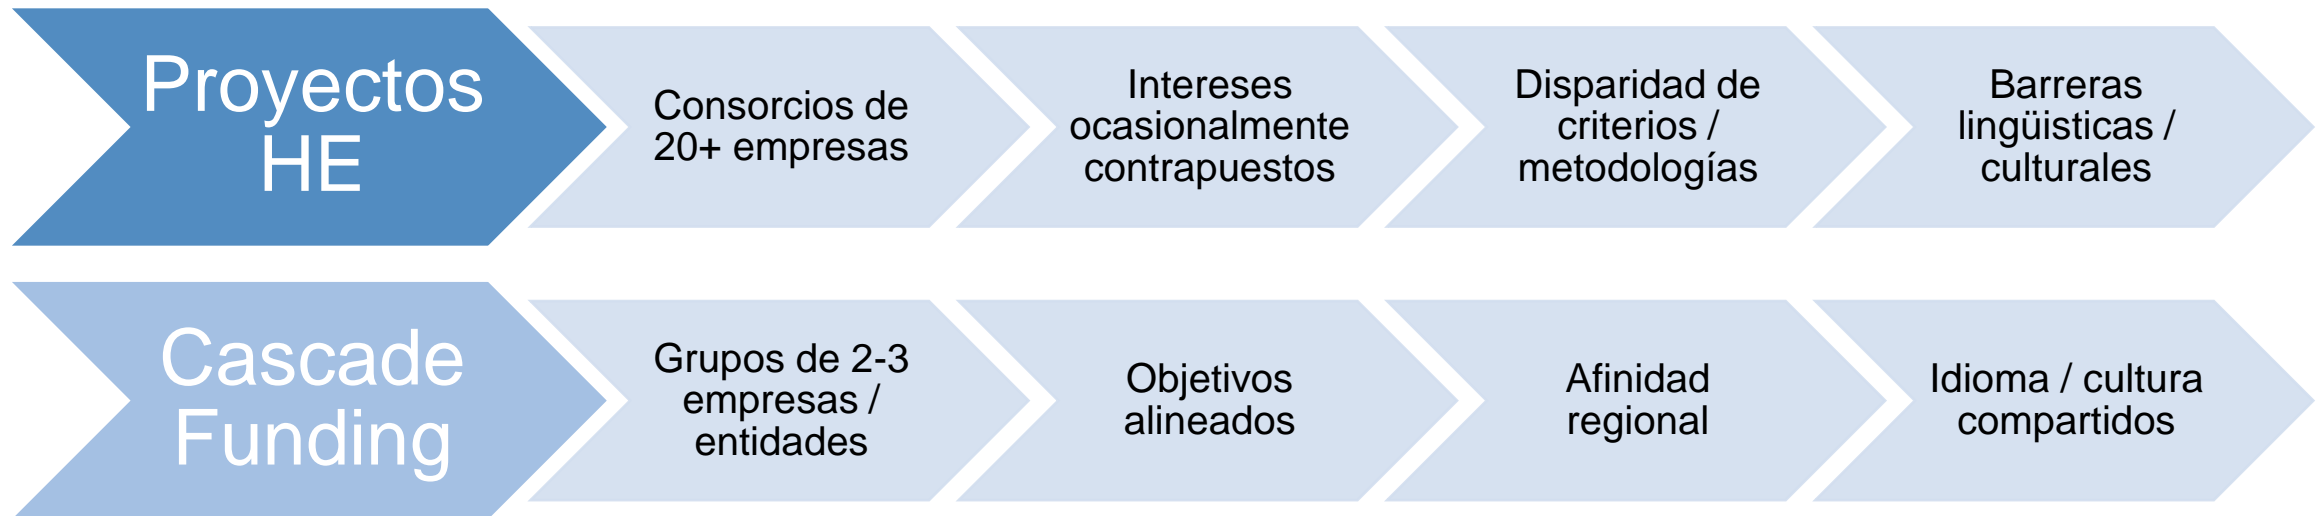 Proyectos
HE
Consorcios de
20+ empresas
Intereses
ocasionalmente
contrapuestos
Disparidad de
criterios /
metodologías
Barreras
lingüisticas /
culturales
Cascade
Funding
Grupos de 2-3
empresas /
entidades
Objetivos
alineados
Afinidad
regional
Idioma / cultura
compartidos